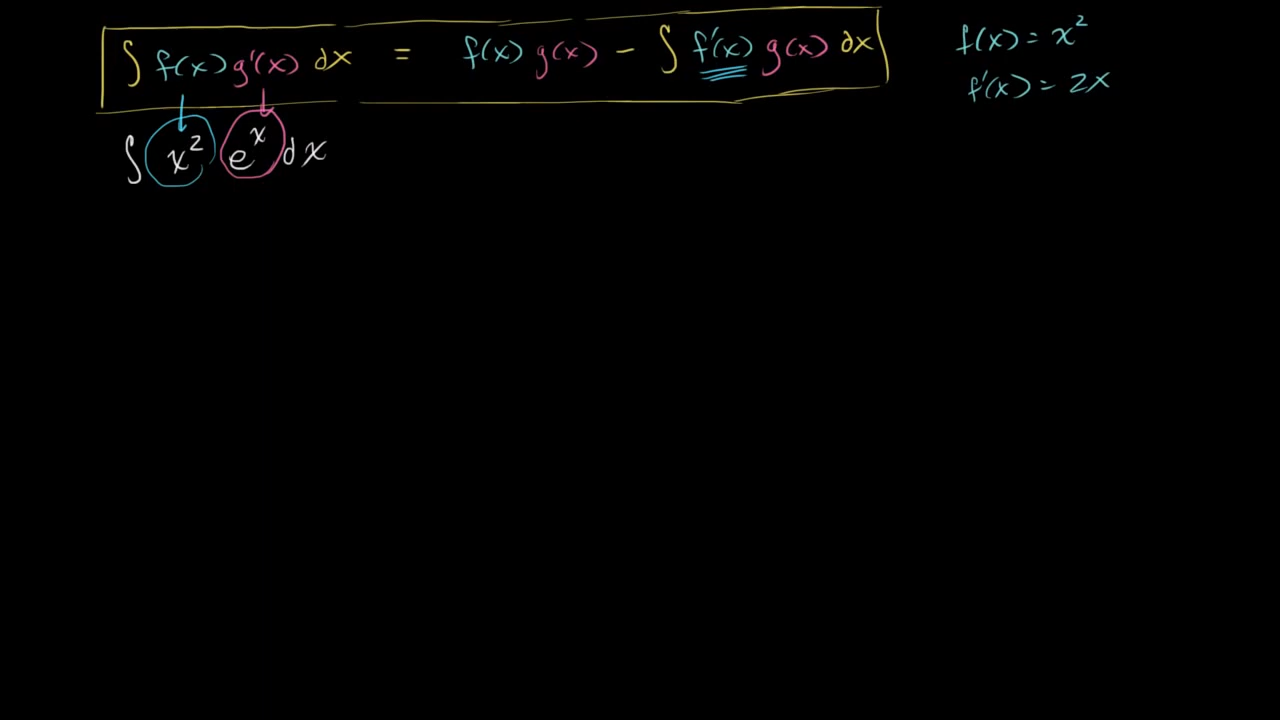 ∫ f(x) g'(x) dx = f(x) g(x) − ∫ f'(x) g(x) dx
f(x) = x²
f'(x) = 2x
∫ x² eˣ dx